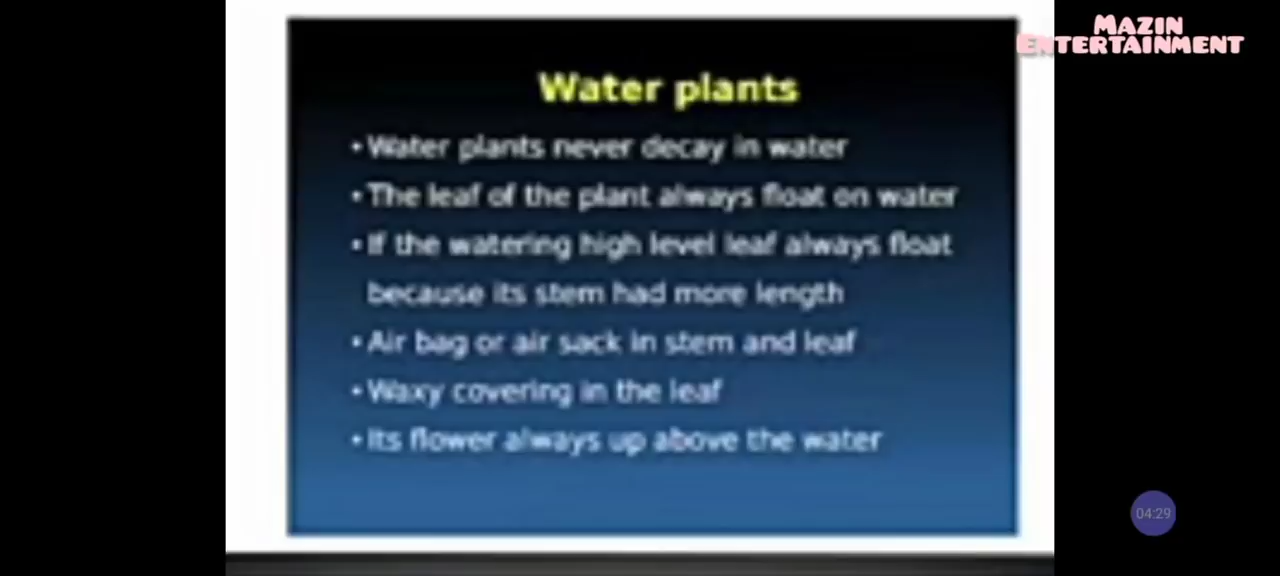 MAZIN
ENTERTAINMENT
Water plants
• Water plants never decay in water
• The leaf of the plant always float on water
• If the watering high level leaf always float
because its stem had more length
• Air bag or air sack in stem and leaf
• Waxy covering in the leaf
• Its flower always up above the water
04:29